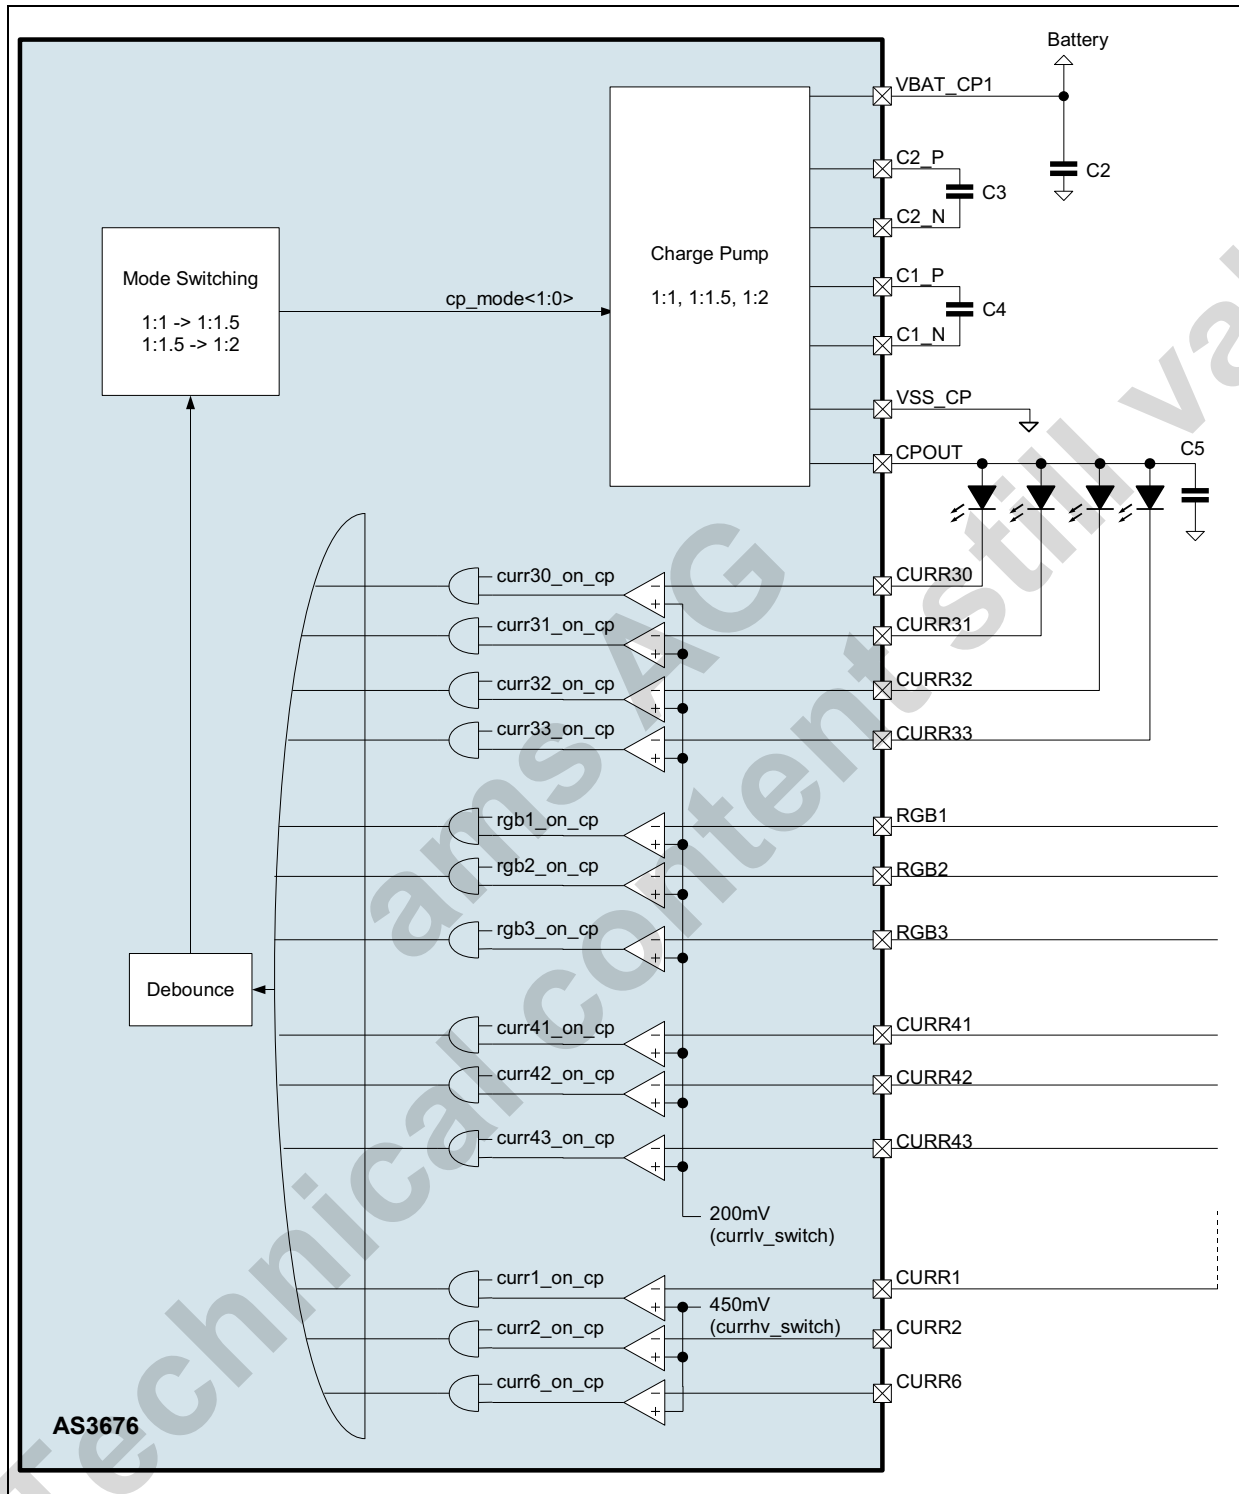 Battery
VBAT_CP1
C2_P
C2
C3
C2_N
Charge Pump
1:1, 1:1.5, 1:2
Mode Switching
1:1 -> 1:1.5
1:1.5 -> 1:2
cp_mode<1:0>
C1_P
C4
C1_N
VSS_CP
CPOUT
C5
curr30_on_cp
CURR30
curr31_on_cp
CURR31
curr32_on_cp
CURR32
curr33_on_cp
CURR33
rgb1_on_cp
RGB1
rgb2_on_cp
RGB2
rgb3_on_cp
RGB3
Debounce
curr41_on_cp
CURR41
curr42_on_cp
CURR42
curr43_on_cp
CURR43
200mV
(currlv_switch)
curr1_on_cp
CURR1
450mV
(currhv_switch)
curr2_on_cp
CURR2
curr6_on_cp
CURR6
AS3676
ams AG
Technical content still va